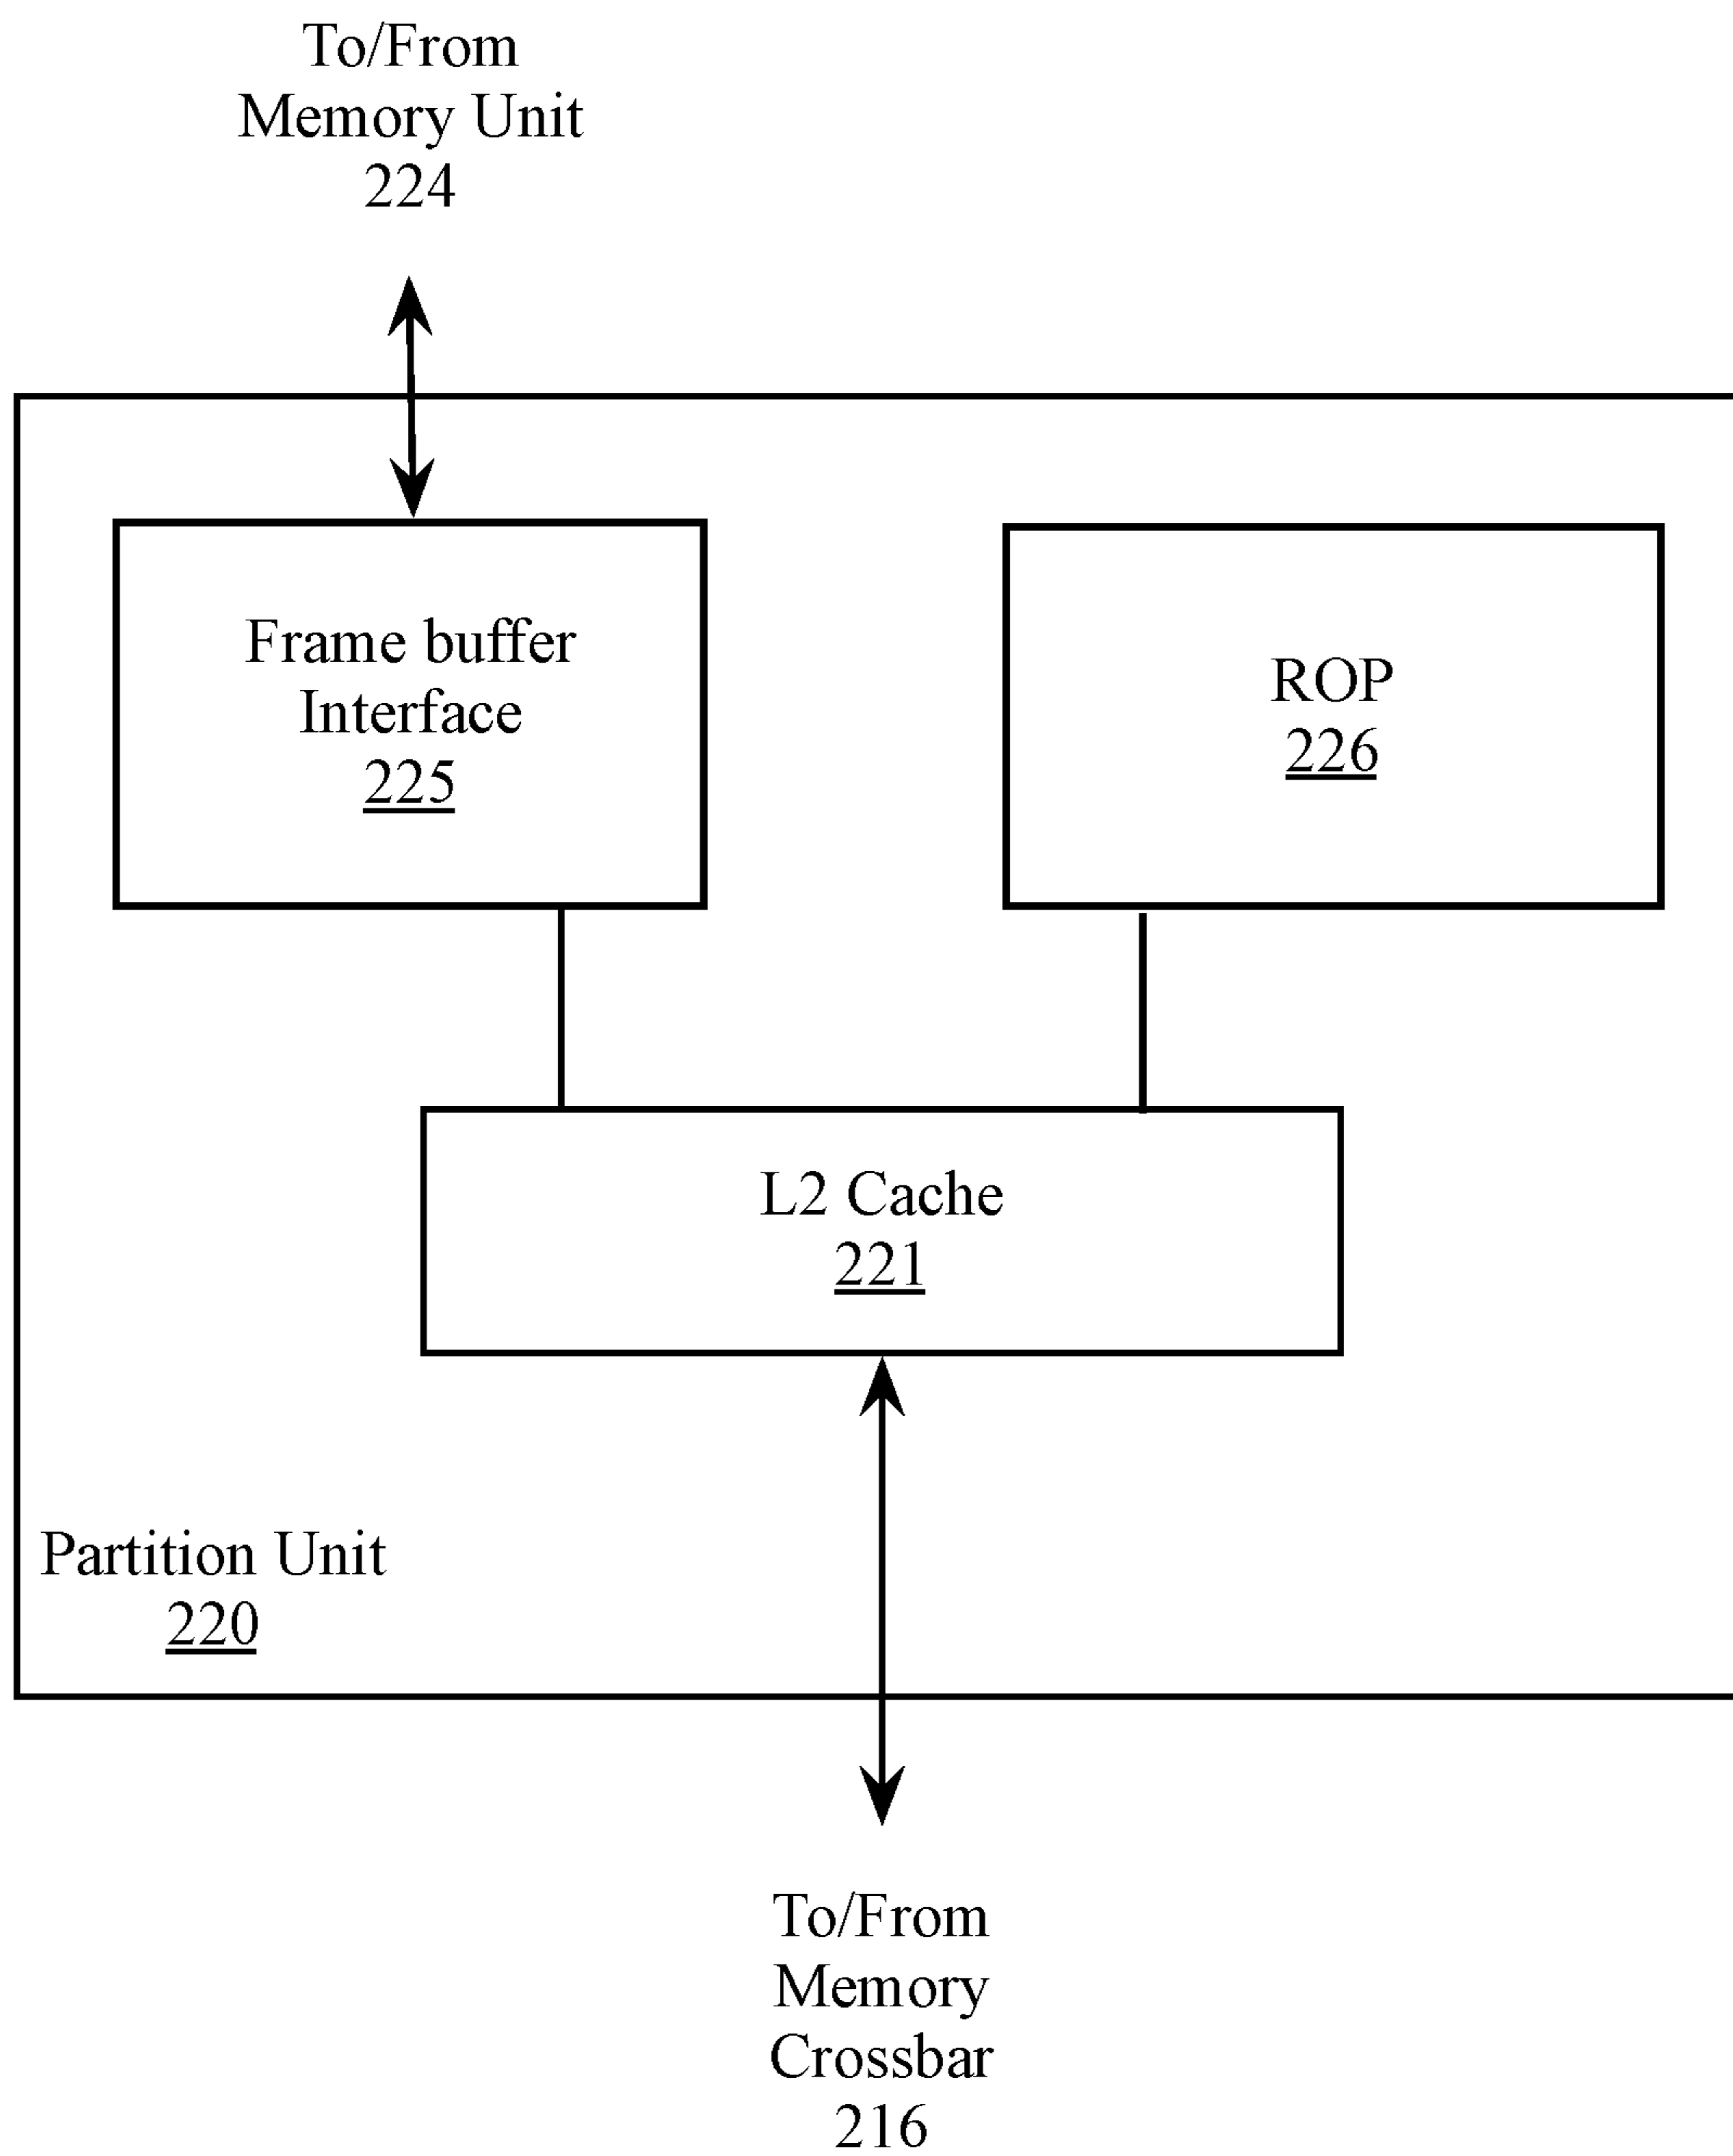 To/From
Memory Unit
224
Frame buffer
Interface
225
ROP
226
L2 Cache
221
Partition Unit
220
To/From
Memory
Crossbar
216